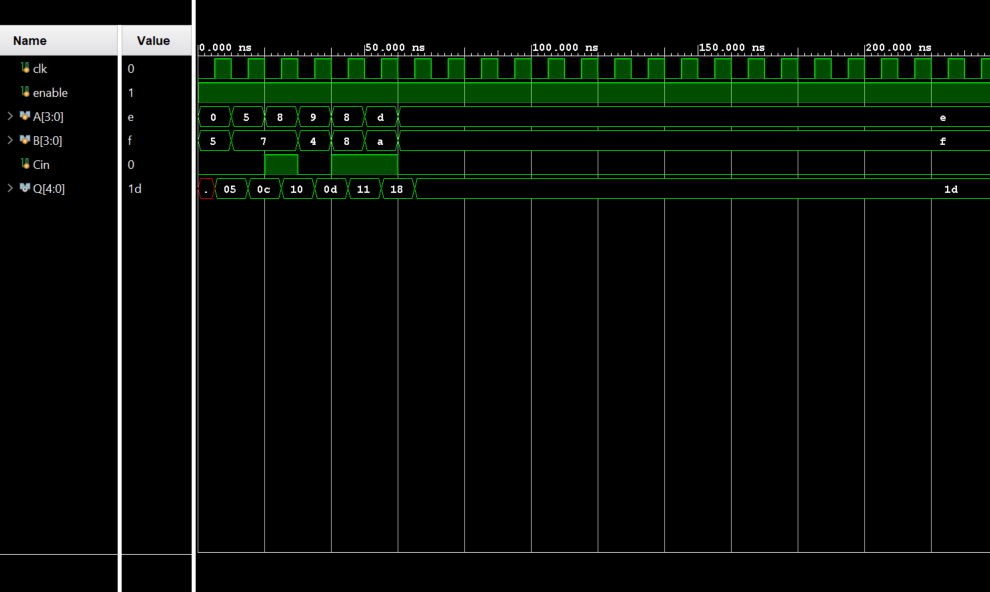 Name Value 0.000 ns 50.000 ns 100.000 ns 150.000 ns 200.000 ns
clk 0
enable 1
A[3:0] e 0 5 8 9 8 d e
B[3:0] f 5 7 4 8 a f
Cin 0
Q[4:0] 1d . 05 0c 10 0d 11 18 1d